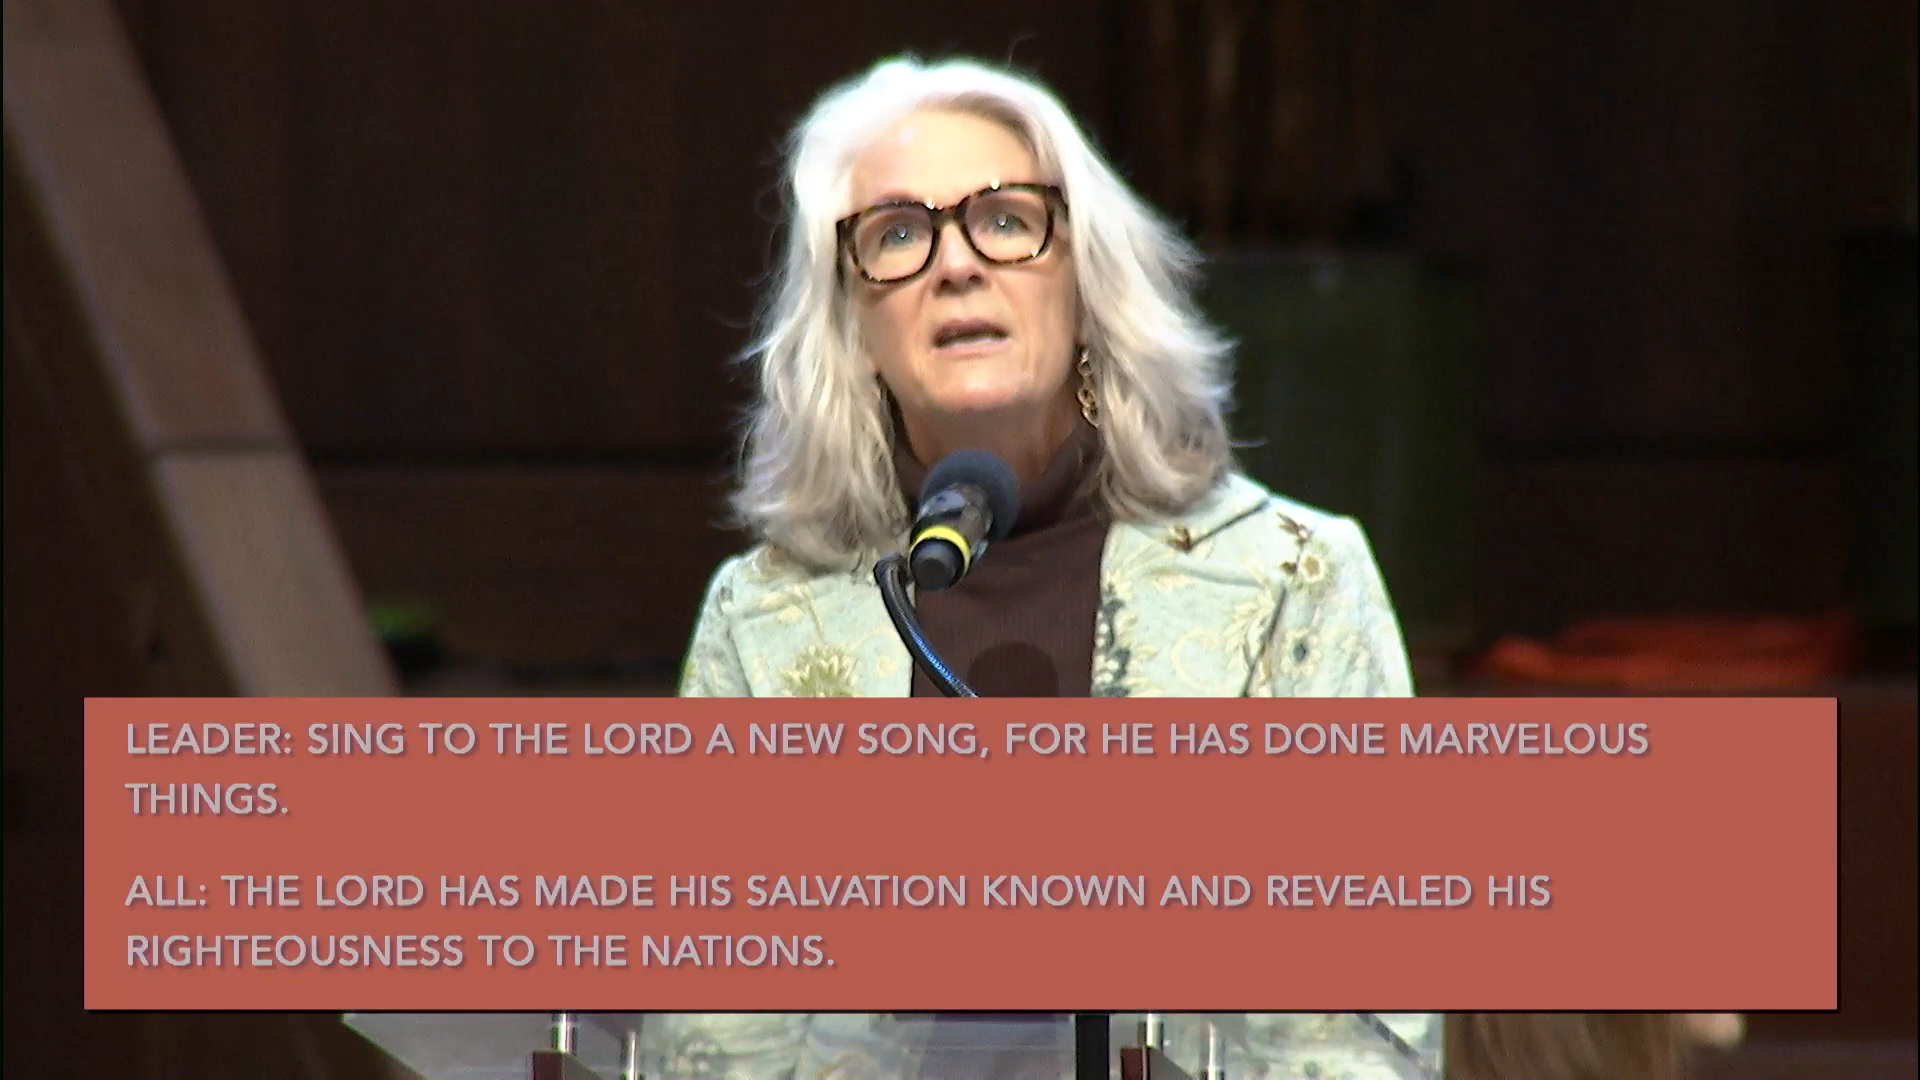 LEADER: SING TO THE LORD A NEW SONG, FOR HE HAS DONE MARVELOUS
THINGS.
ALL: THE LORD HAS MADE HIS SALVATION KNOWN AND REVEALED HIS
RIGHTEOUSNESS TO THE NATIONS.